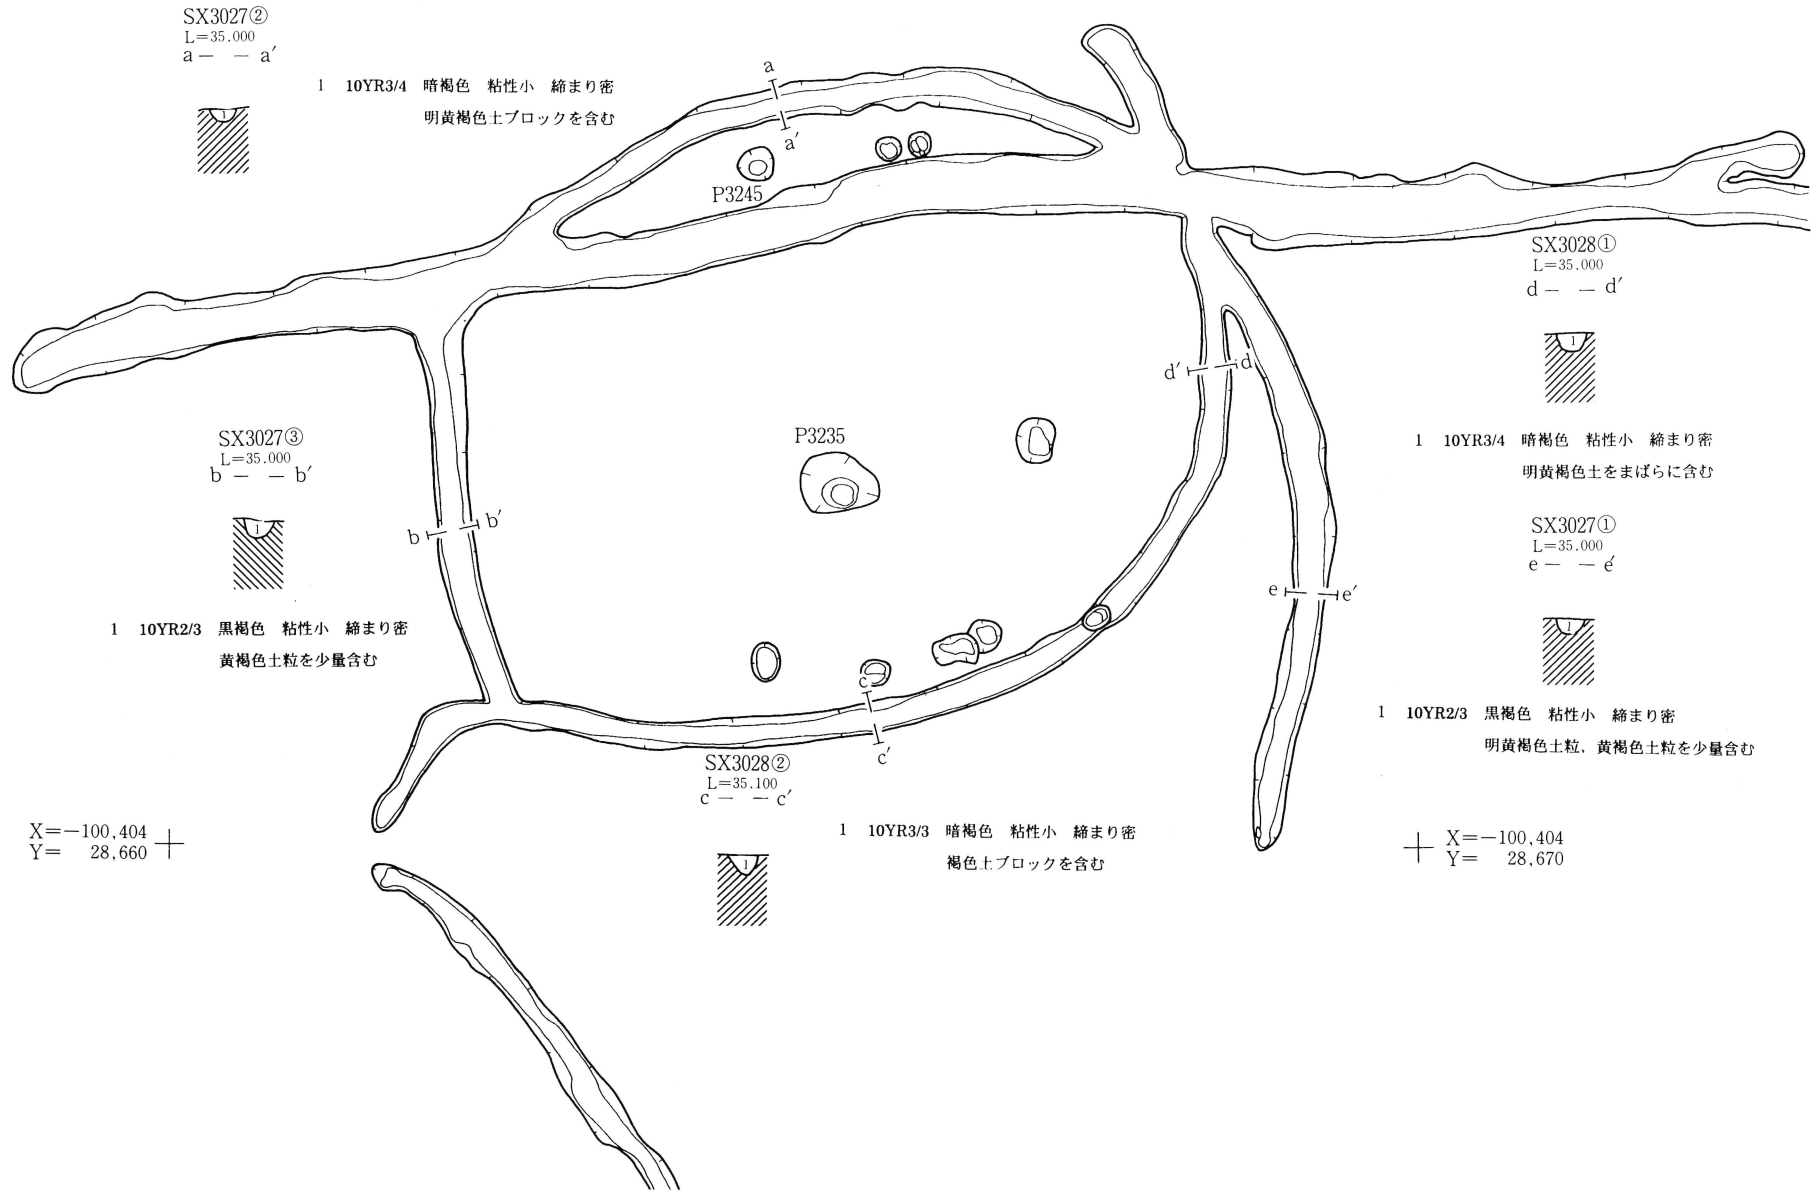 SX3027②
L=35.000
a－ －a′
1 10YR3/4 暗褐色 粘性小 締まり密
明黄褐色土ブロックを含む
1
a
a′
P3245
SX3028①
L=35.000
d－ －d′
1
1 10YR3/4 暗褐色 粘性小 締まり密
明黄褐色土をまばらに含む
d′
d
P3235
SX3027③
L=35.000
b－ －b′
1
b
b′
1 10YR2/3 黒褐色 粘性小 締まり密
黄褐色土粒を少量含む
SX3027①
L=35.000
e－ －e′
1
e
e′
1 10YR2/3 黒褐色 粘性小 締まり密
明黄褐色土粒、黄褐色土粒を少量含む
c
c′
SX3028②
L=35.100
c－ －c′
1
1 10YR3/3 暗褐色 粘性小 締まり密
褐色土ブロックを含む
X=－100,404
Y= 28,660
X=－100,404
Y= 28,670